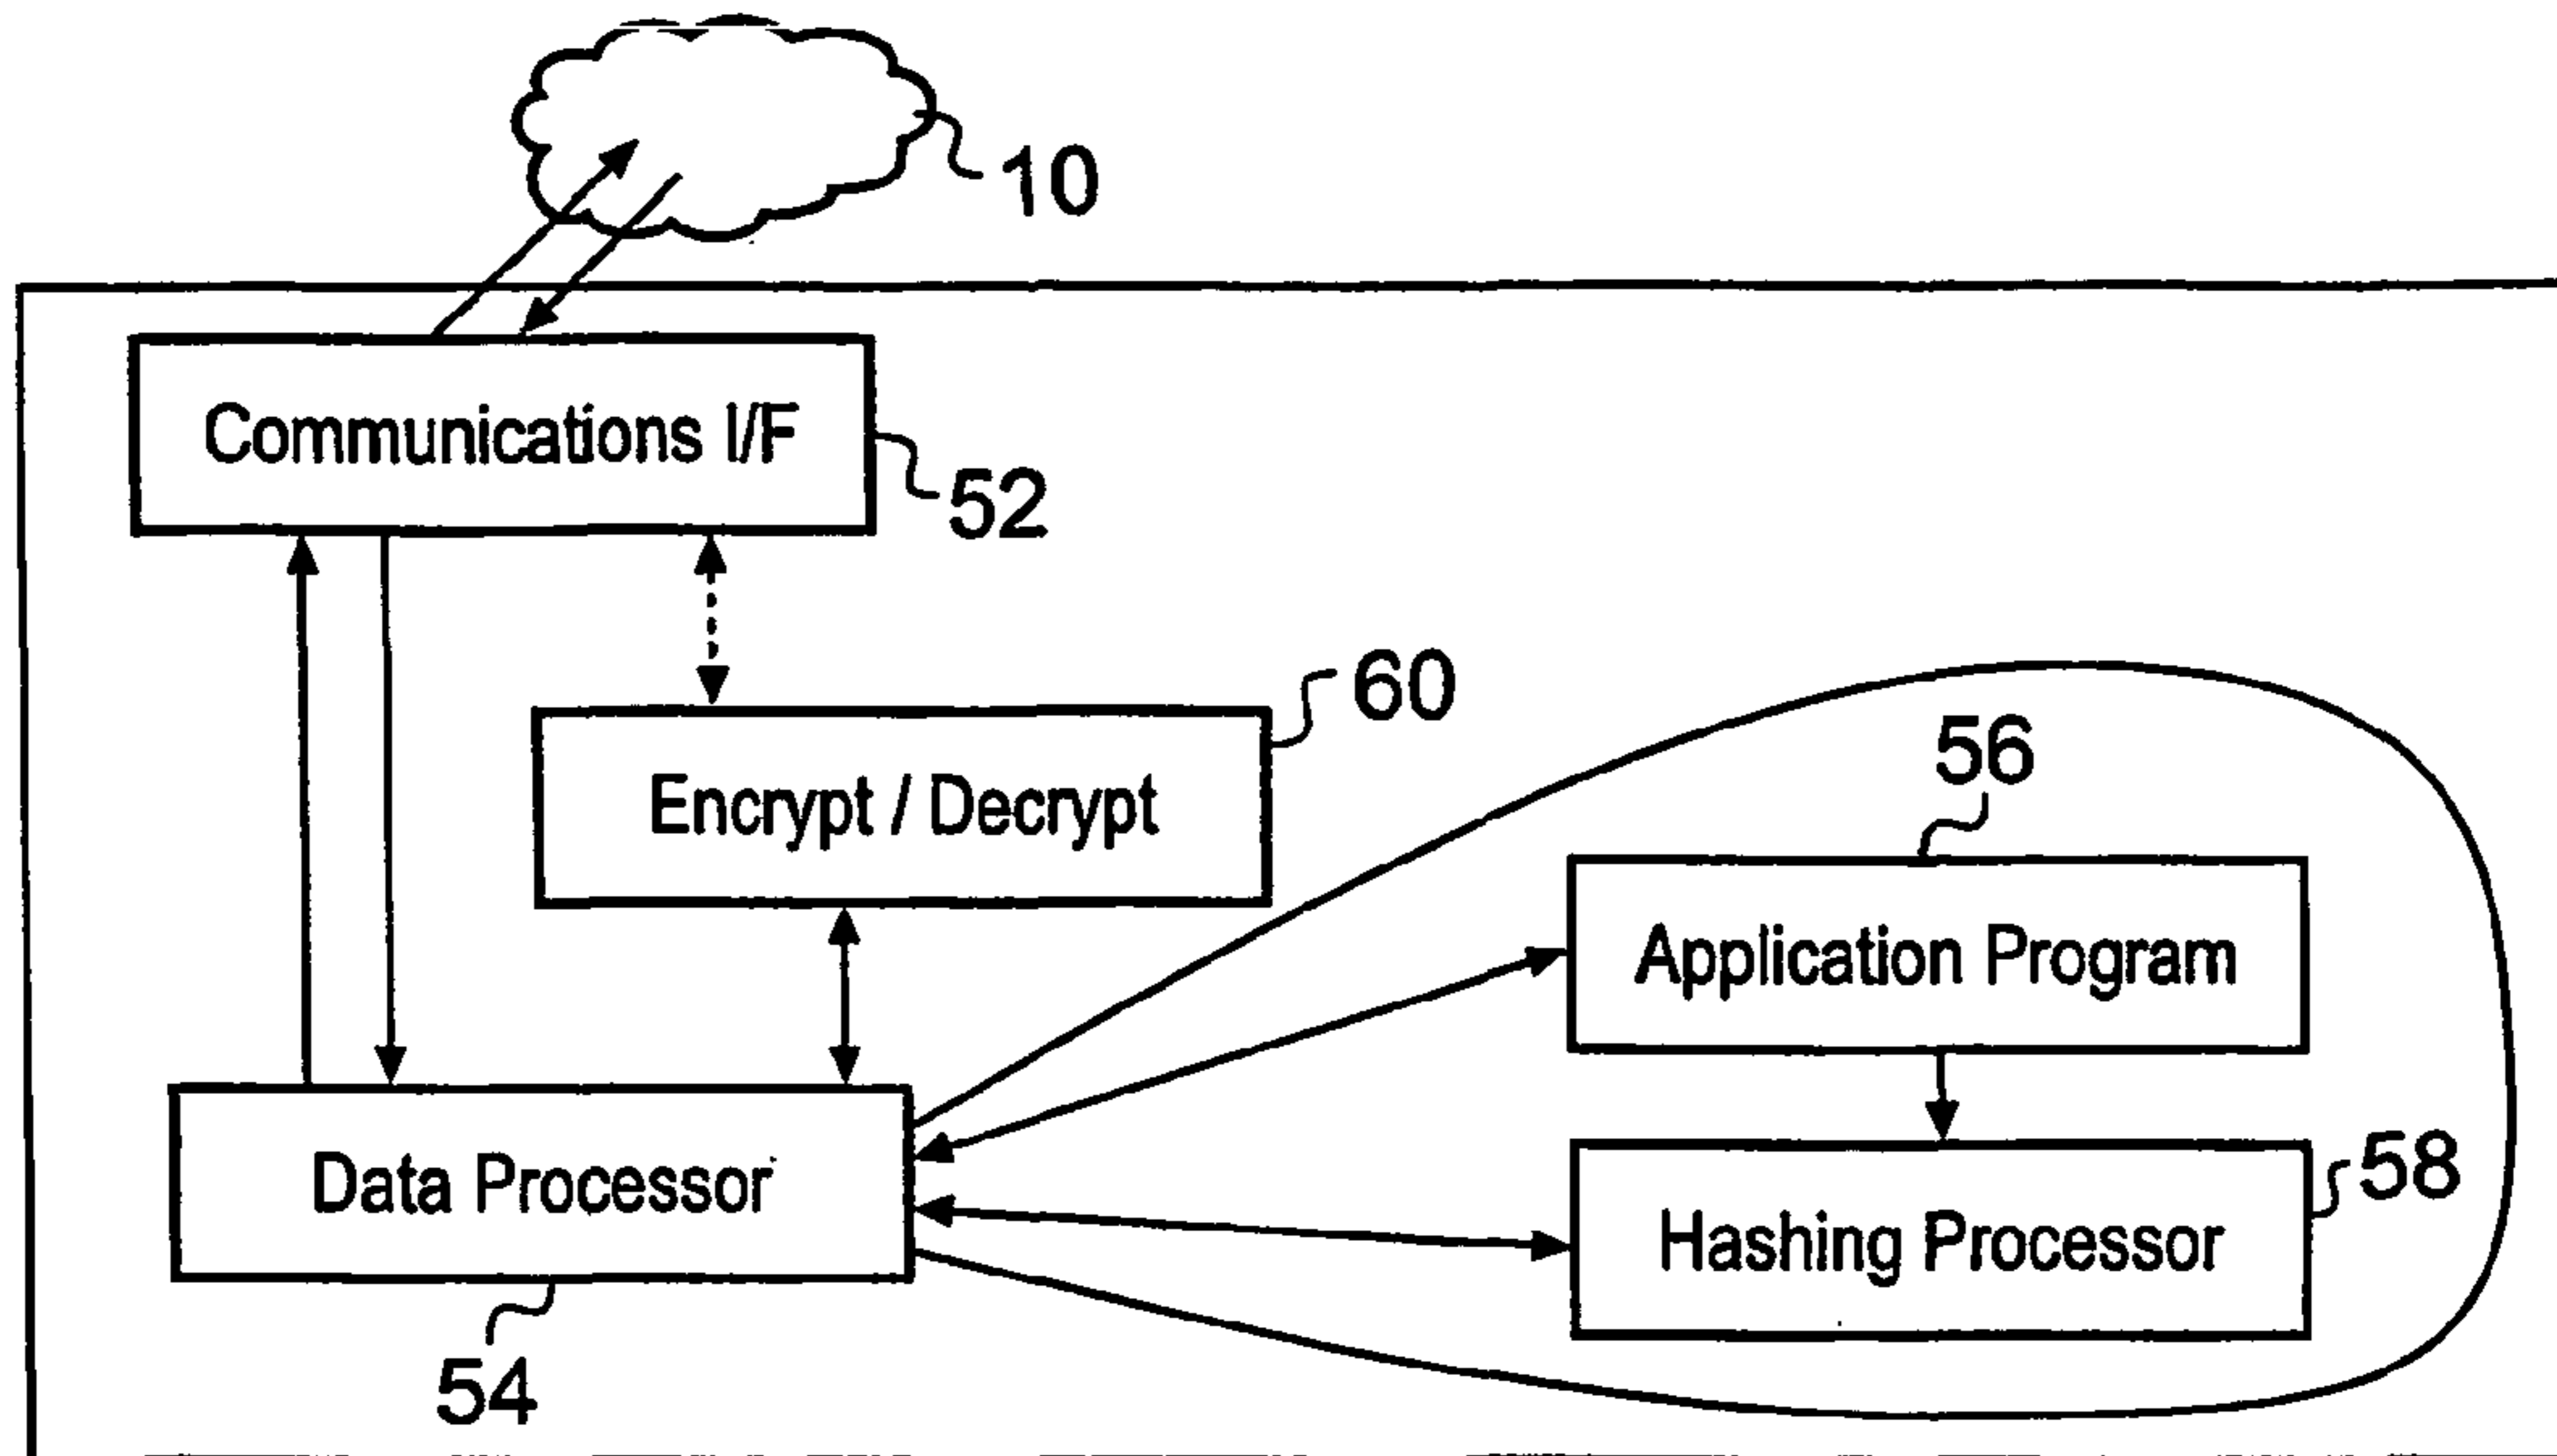 10
Communications I/F
52
60
Encrypt / Decrypt
56
Application Program
Data Processor
58
Hashing Processor
54